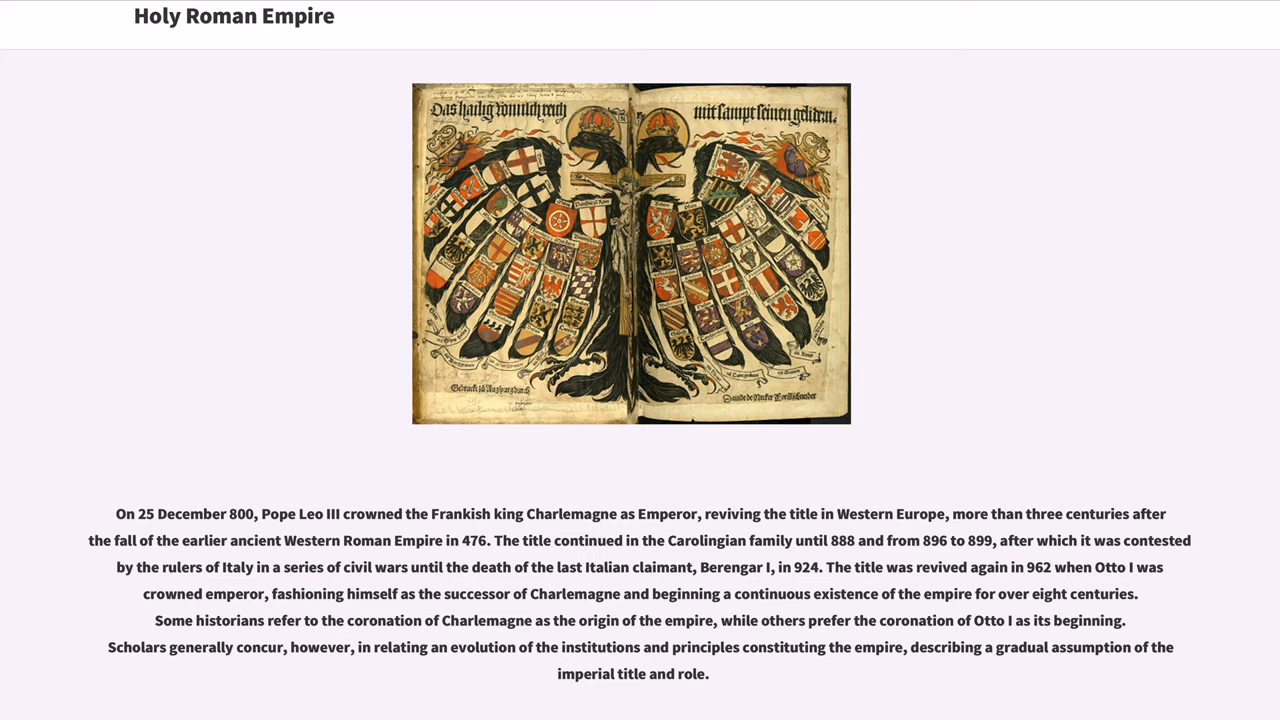 Holy Roman Empire
Das hailig Römisch reich
mit sampt seinen gelidern.
On 25 December 800, Pope Leo III crowned the Frankish king Charlemagne as Emperor, reviving the title in Western Europe, more than three centuries after
the fall of the earlier ancient Western Roman Empire in 476. The title continued in the Carolingian family until 888 and from 896 to 899, after which it was contested
by the rulers of Italy in a series of civil wars until the death of the last Italian claimant, Berengar I, in 924. The title was revived again in 962 when Otto I was
crowned emperor, fashioning himself as the successor of Charlemagne and beginning a continuous existence of the empire for over eight centuries.
Some historians refer to the coronation of Charlemagne as the origin of the empire, while others prefer the coronation of Otto I as its beginning.
Scholars generally concur, however, in relating an evolution of the institutions and principles constituting the empire, describing a gradual assumption of the
imperial title and role.